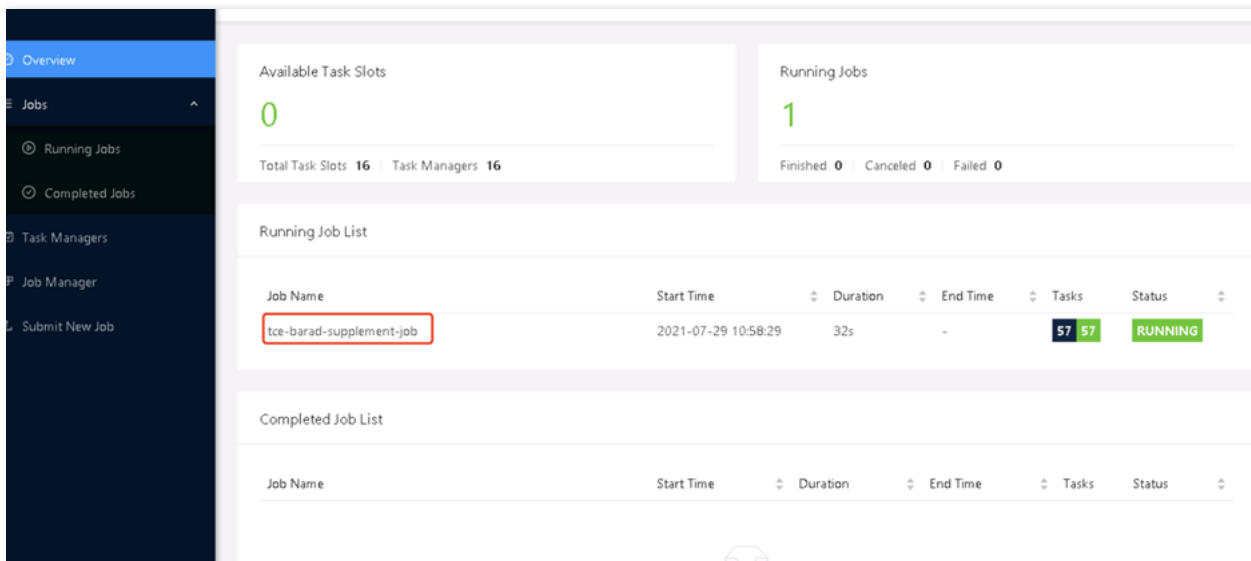 Overview
Jobs
Running Jobs
Completed Jobs
Task Managers
Job Manager
Submit New Job
Available Task Slots
0
Total Task Slots 16 Task Managers 16
Running Jobs
1
Finished 0 Canceled 0 Failed 0
Running Job List
Job Name Start Time Duration End Time Tasks Status
tce-barad-supplement-job 2021-07-29 10:58:29 32s - 57 57 RUNNING
Completed Job List
Job Name Start Time Duration End Time Tasks Status